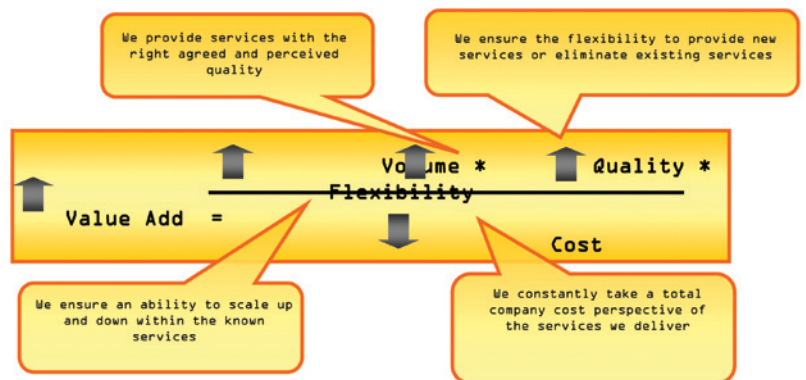 We provide services with the
right agreed and perceived
quality
We ensure the flexibility to provide new
services or eliminate existing services
Volume * Quality *
Flexibility
Value Add =
Cost
We ensure an ability to scale up
and down within the known
services
We constantly take a total
company cost perspective of
the services we deliver